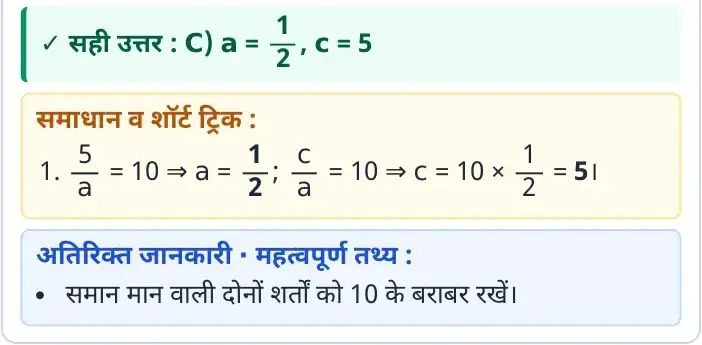 ✓ सही उत्तर : C) a = 1/2, c = 5
समाधान व शॉर्ट ट्रिक :
1. 5/a = 10 ⇒ a = 1/2; c/a = 10 ⇒ c = 10 × 1/2 = 5।
अतिरिक्त जानकारी · महत्वपूर्ण तथ्य :
• समान मान वाली दोनों शर्तों को 10 के बराबर रखें।